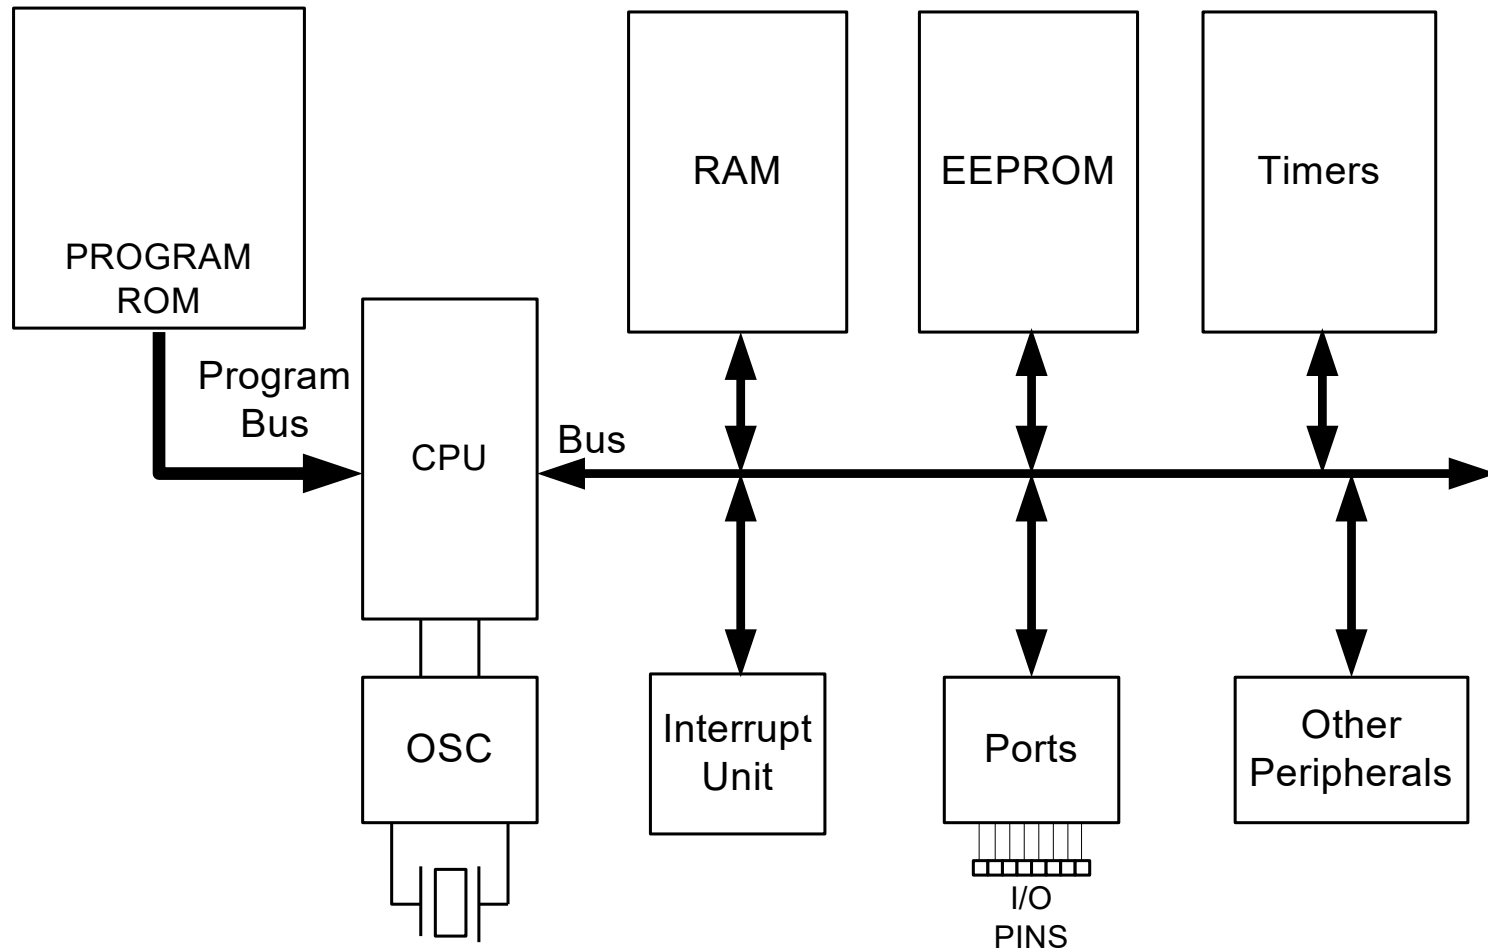 RAM
EEPROM
Timers
PROGRAM
ROM
Program
Bus
CPU
Bus
OSC
Interrupt
Unit
Ports
Other
Peripherals
I/O
PINS